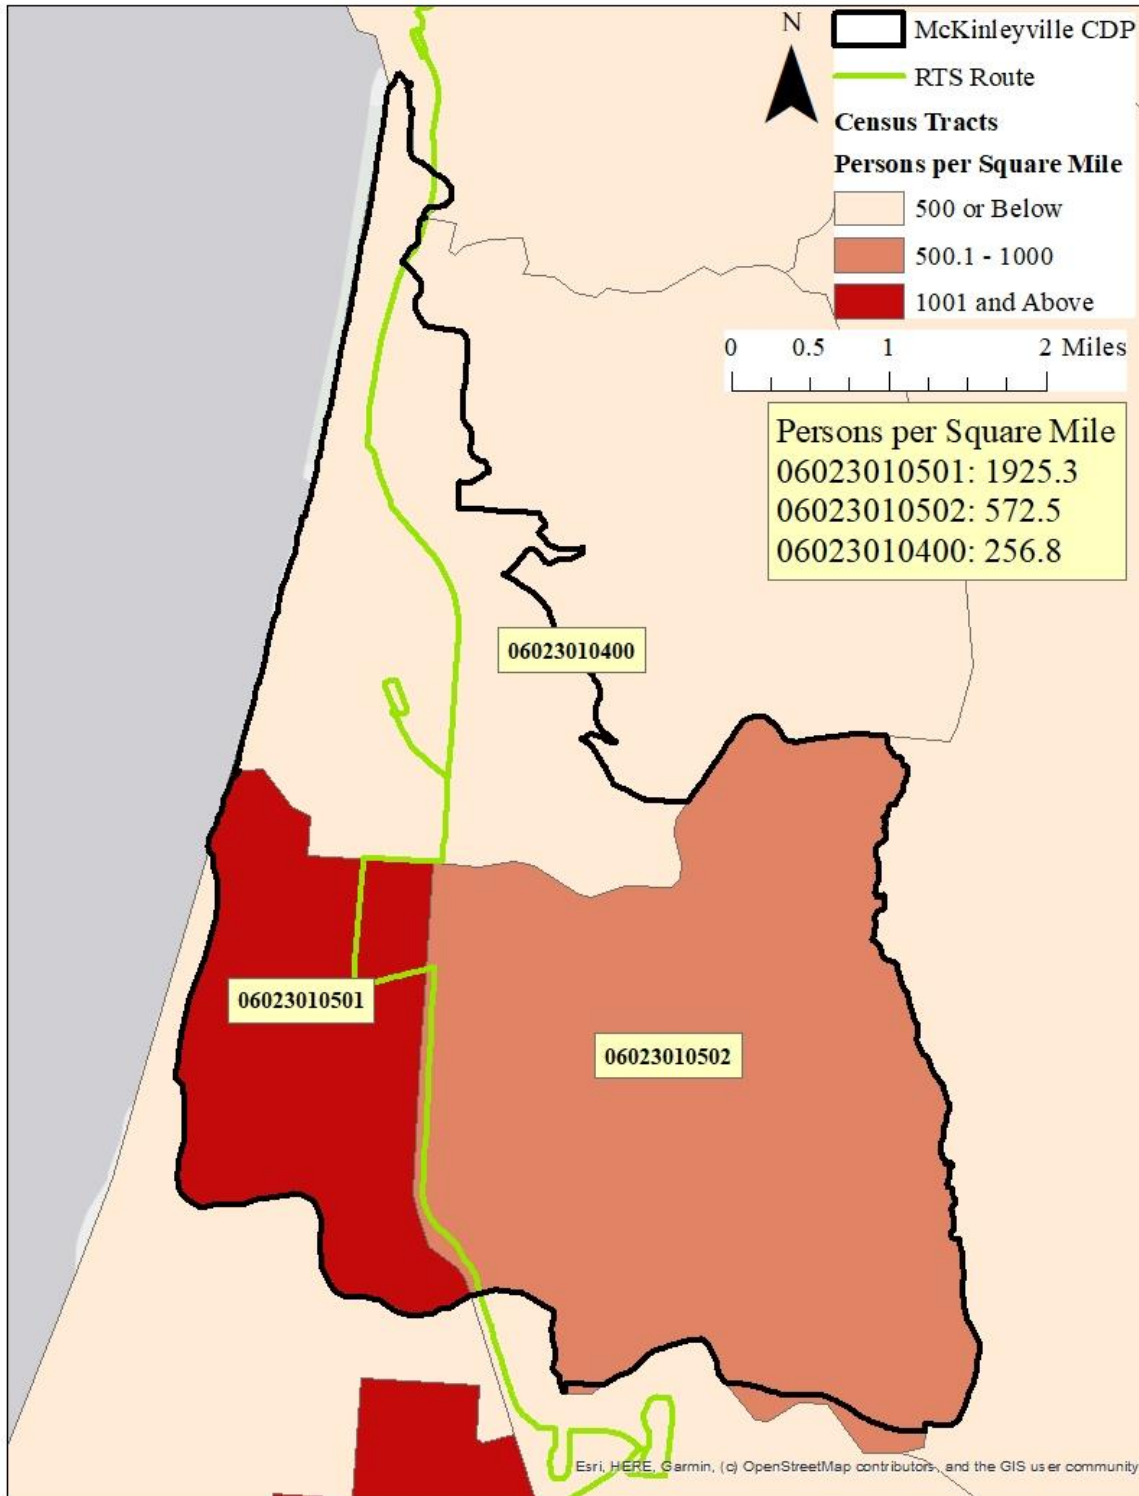 N
McKinleyville CDP
RTS Route
Census Tracts
Persons per Square Mile
500 or Below
500.1 - 1000
1001 and Above
0 0.5 1 2 Miles
Persons per Square Mile
06023010501: 1925.3
06023010502: 572.5
06023010400: 256.8
06023010400
06023010501
06023010502
Esri, HERE, Garmin, (c) OpenStreetMap contributors, and the GIS user community